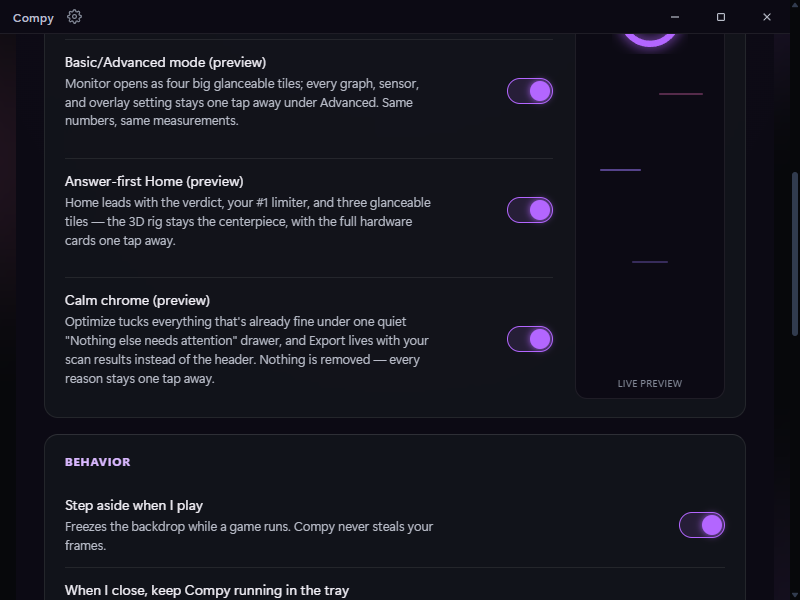 Compy
Basic/Advanced mode (preview)
Monitor opens as four big glanceable tiles; every graph, sensor,
and overlay setting stays one tap away under Advanced. Same
numbers, same measurements.
Answer-first Home (preview)
Home leads with the verdict, your #1 limiter, and three glanceable
tiles — the 3D rig stays the centerpiece, with the full hardware
cards one tap away.
Calm chrome (preview)
Optimize tucks everything that's already fine under one quiet
"Nothing else needs attention" drawer, and Export lives with your
scan results instead of the header. Nothing is removed — every
reason stays one tap away.
LIVE PREVIEW
BEHAVIOR
Step aside when I play
Freezes the backdrop while a game runs. Compy never steals your
frames.
When I close, keep Compy running in the tray